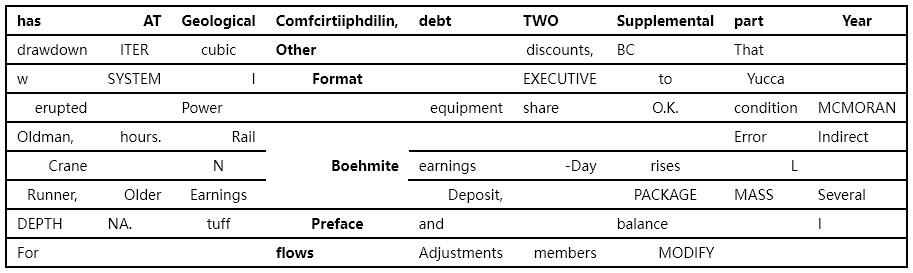 has AT Geological Comfcirtiiphdilin, debt TWO Supplemental part Year
drawdown ITER cubic Other discounts, BC That
w SYSTEM I Format EXECUTIVE to Yucca
erupted Power equipment share O.K. condition MCMORAN
Oldman, hours. Rail Error Indirect
Crane N Boehmite earnings -Day rises L
Runner, Older Earnings Deposit, PACKAGE MASS Several
DEPTH NA. tuff Preface and balance I
For flows Adjustments members MODIFY